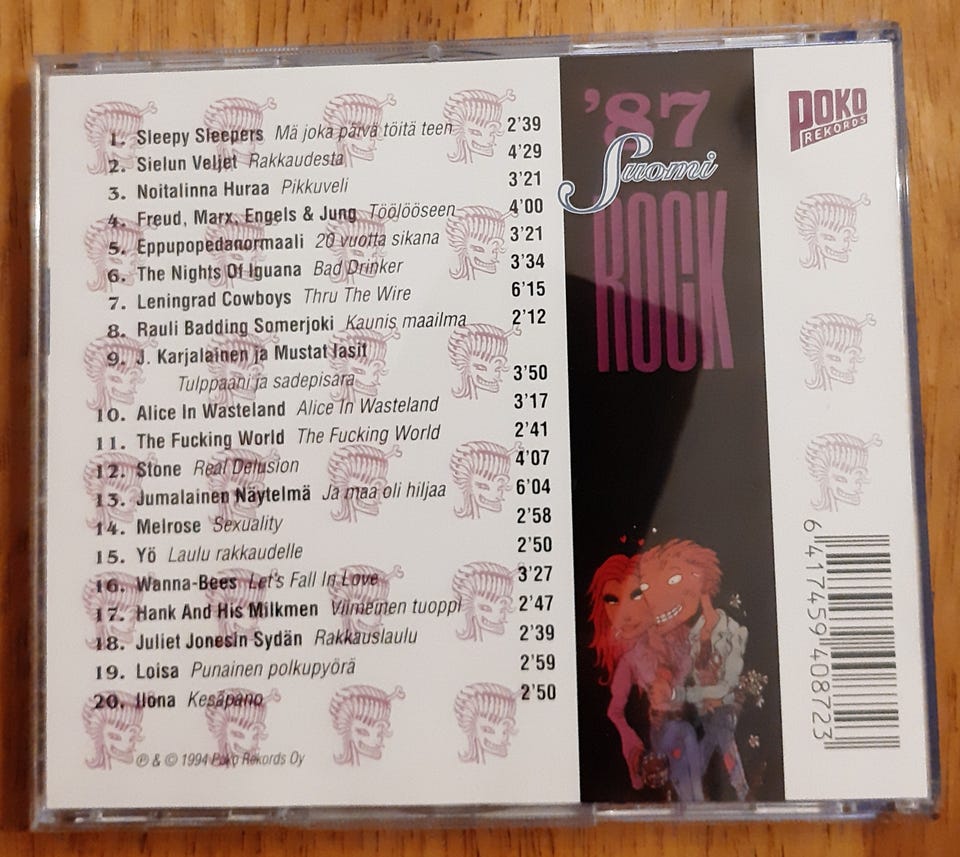 1. Sleepy Sleepers Mä joka päivä töitä teen 2'39
2. Sielun Veljet Rakkaudesta 4'29
3. Noitalinna Huraa Pikkuveli 3'21
4. Freud, Marx, Engels & Jung Töölööseen 4'00
5. Eppupopedanormaali 20 vuotta sikana 3'21
6. The Nights Of Iguana Bad Drinker 3'34
7. Leningrad Cowboys Thru The Wire 6'15
8. Rauli Badding Somerjoki Kaunis maailma 2'12
9. J. Karjalainen ja Mustat lasit
Tulppaani ja sadepisara 3'50
10. Alice In Wasteland Alice In Wasteland 3'17
11. The Fucking World The Fucking World 2'41
12. Stone Real Delusion 4'07
13. Jumalainen Näytelmä Ja maa oli hiljaa 6'04
14. Melrose Sexuality 2'58
15. Yö Laulu rakkaudelle 2'50
16. Wanna-Bees Let's Fall In Love 3'27
17. Hank And His Milkmen Viimeinen tuoppi 2'47
18. Juliet Jonesin Sydän Rakkauslaulu 2'39
19. Loisa Punainen polkupyörä 2'59
20. Ilona Kesäpano 2'50
℗ & © 1994 Poko Rekords Oy
'87
Suomi
ROCK
POKO
REKORDS
6 417459 408723